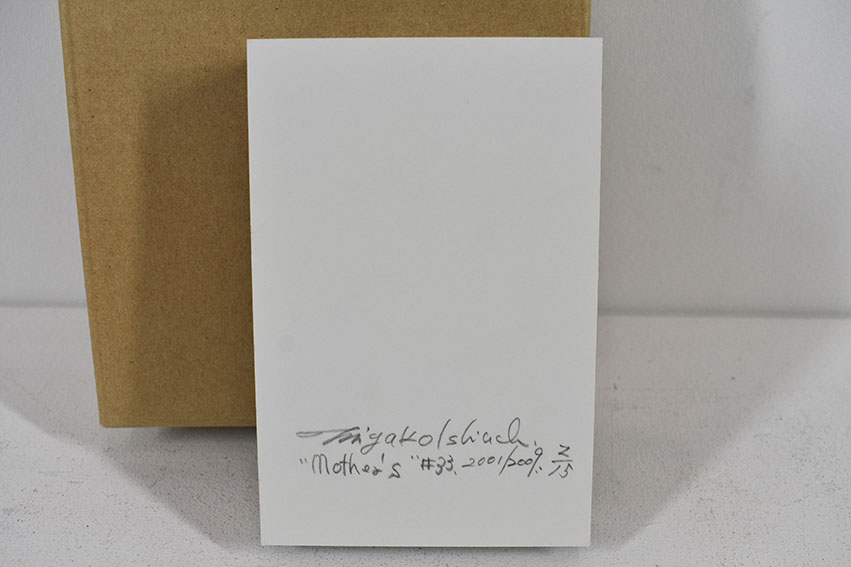 Miyako Ishiuchi.
"Mother's" #33. 2001/2009. 2/15